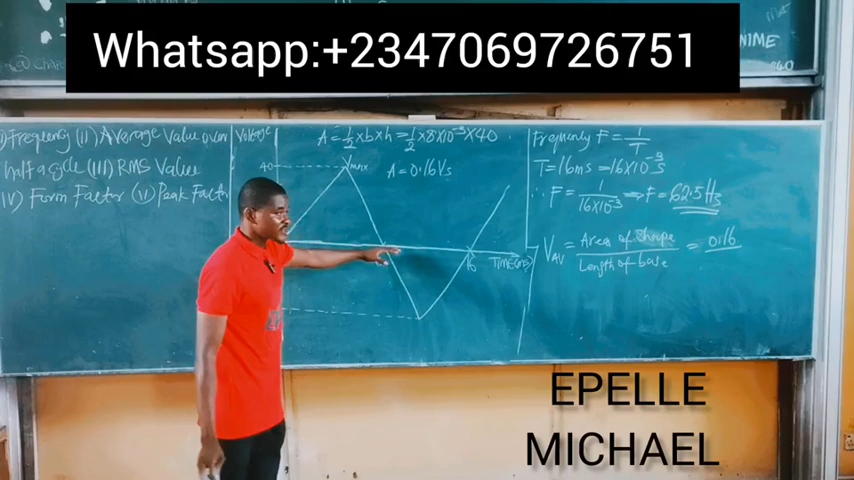 Whatsapp:+2347069726751
I) Frequency (II) Average Value over
half a cycle (III) RMS Value
IV) Form Factor (V) Peak Factor
Voltage
40
Vmax
A = 1/2 x b x h = 1/2 x 8x10^-3 x 40
A = 0.16Vs
16
TIME(ms)
Frequency F = 1/T
T = 16ms = 16x10^-3 s
∴ F = 1/16x10^-3 ⇒ F = 62.5Hz
VAV = Area of Shape/Length of base = 0.16
EPELLE
MICHAEL